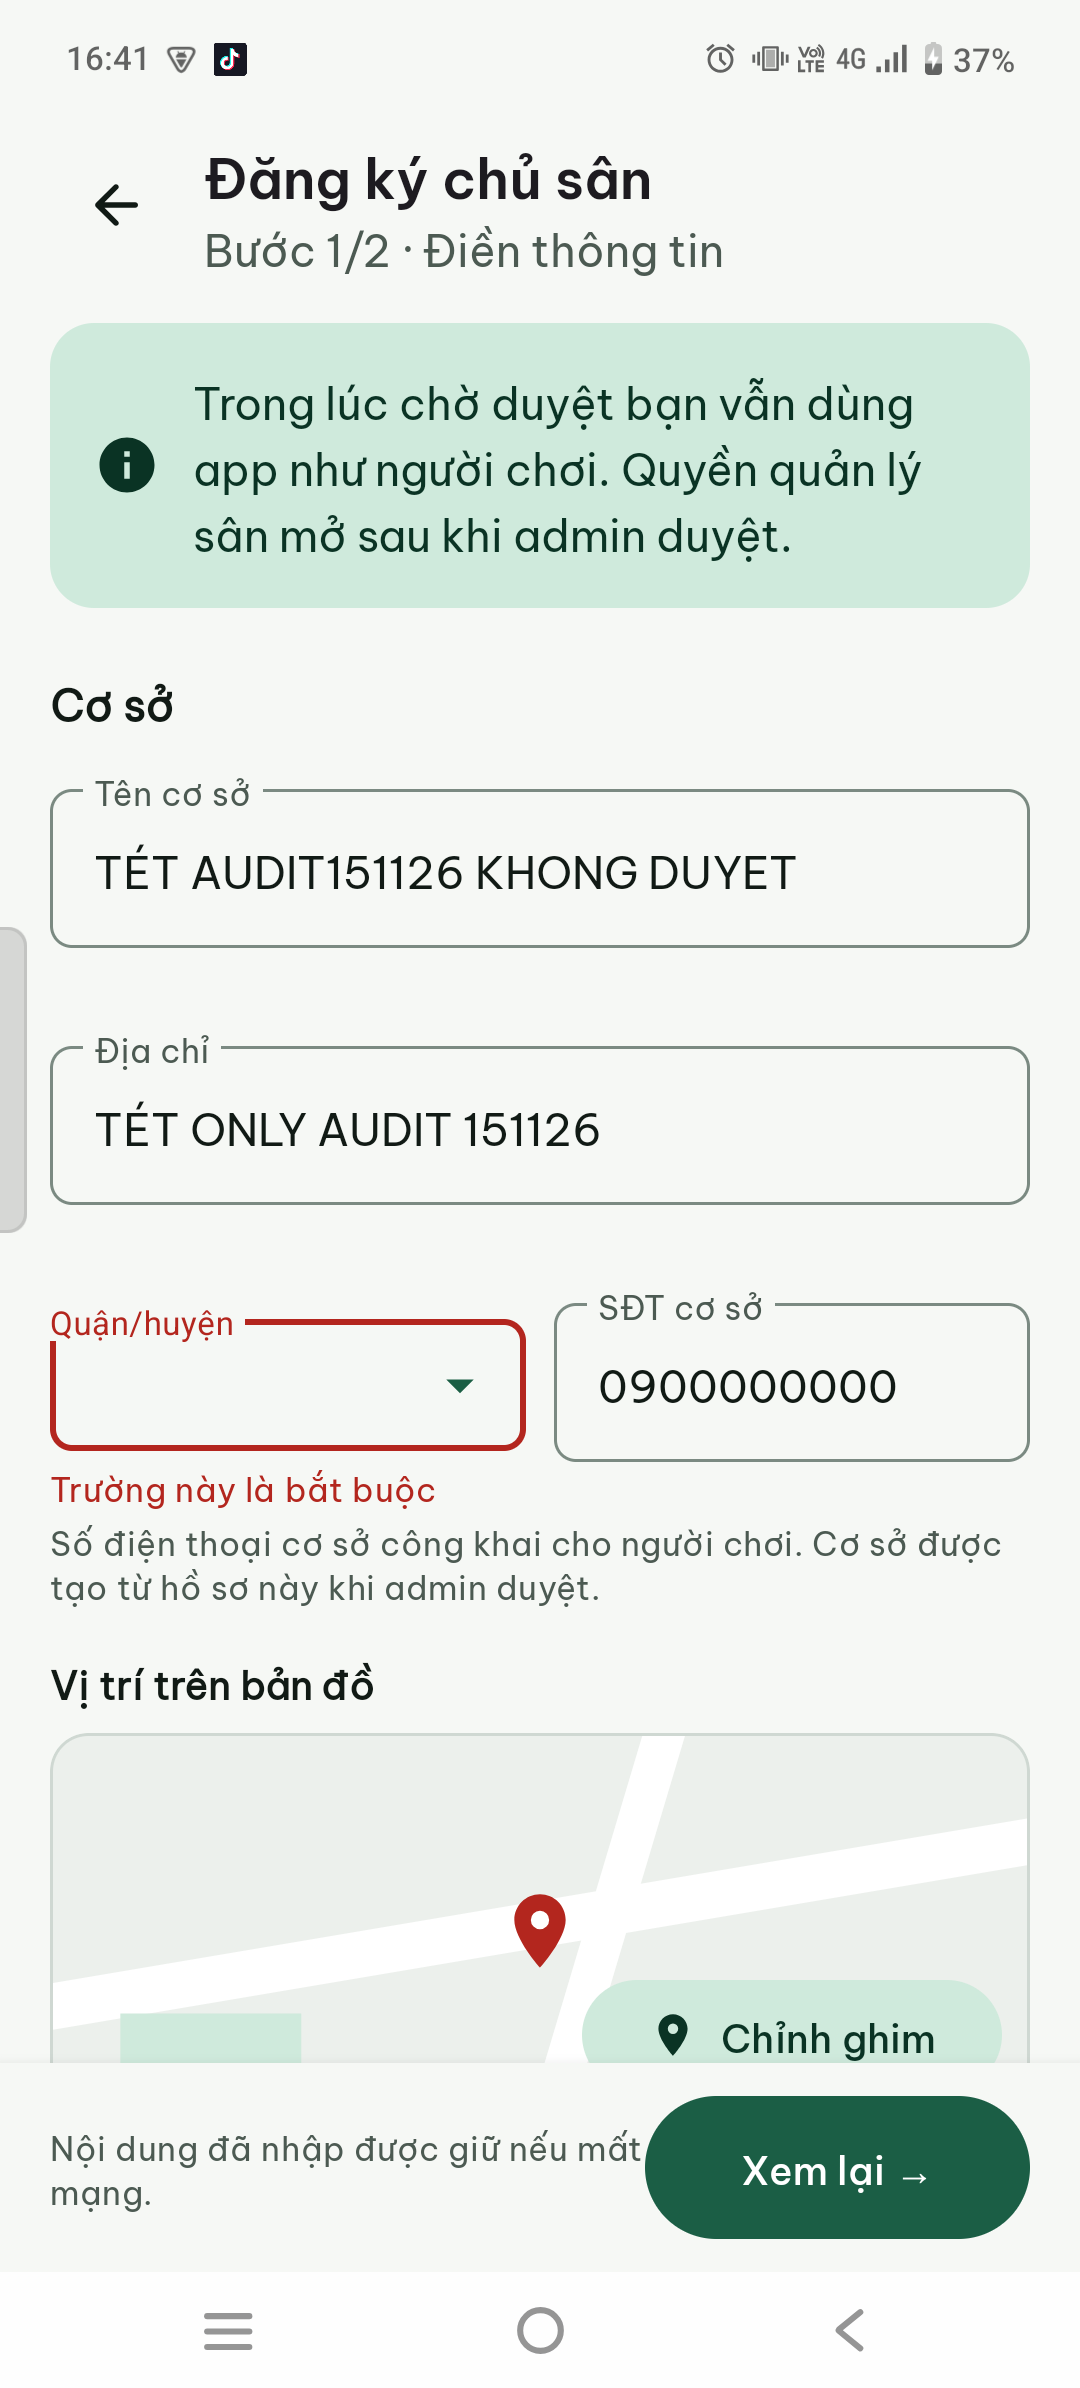 16:41
VoLTE 4G 37%
Đăng ký chủ sân
Bước 1/2 · Điền thông tin
Trong lúc chờ duyệt bạn vẫn dùng
app như người chơi. Quyền quản lý
sân mở sau khi admin duyệt.
Cơ sở
Tên cơ sở
TÉT AUDIT151126 KHONG DUYET
Địa chỉ
TÉT ONLY AUDIT 151126
Quận/huyện
SĐT cơ sở
0900000000
Trường này là bắt buộc
Số điện thoại cơ sở công khai cho người chơi. Cơ sở được
tạo từ hồ sơ này khi admin duyệt.
Vị trí trên bản đồ
Chỉnh ghim
Nội dung đã nhập được giữ nếu mất
mạng.
Xem lại →